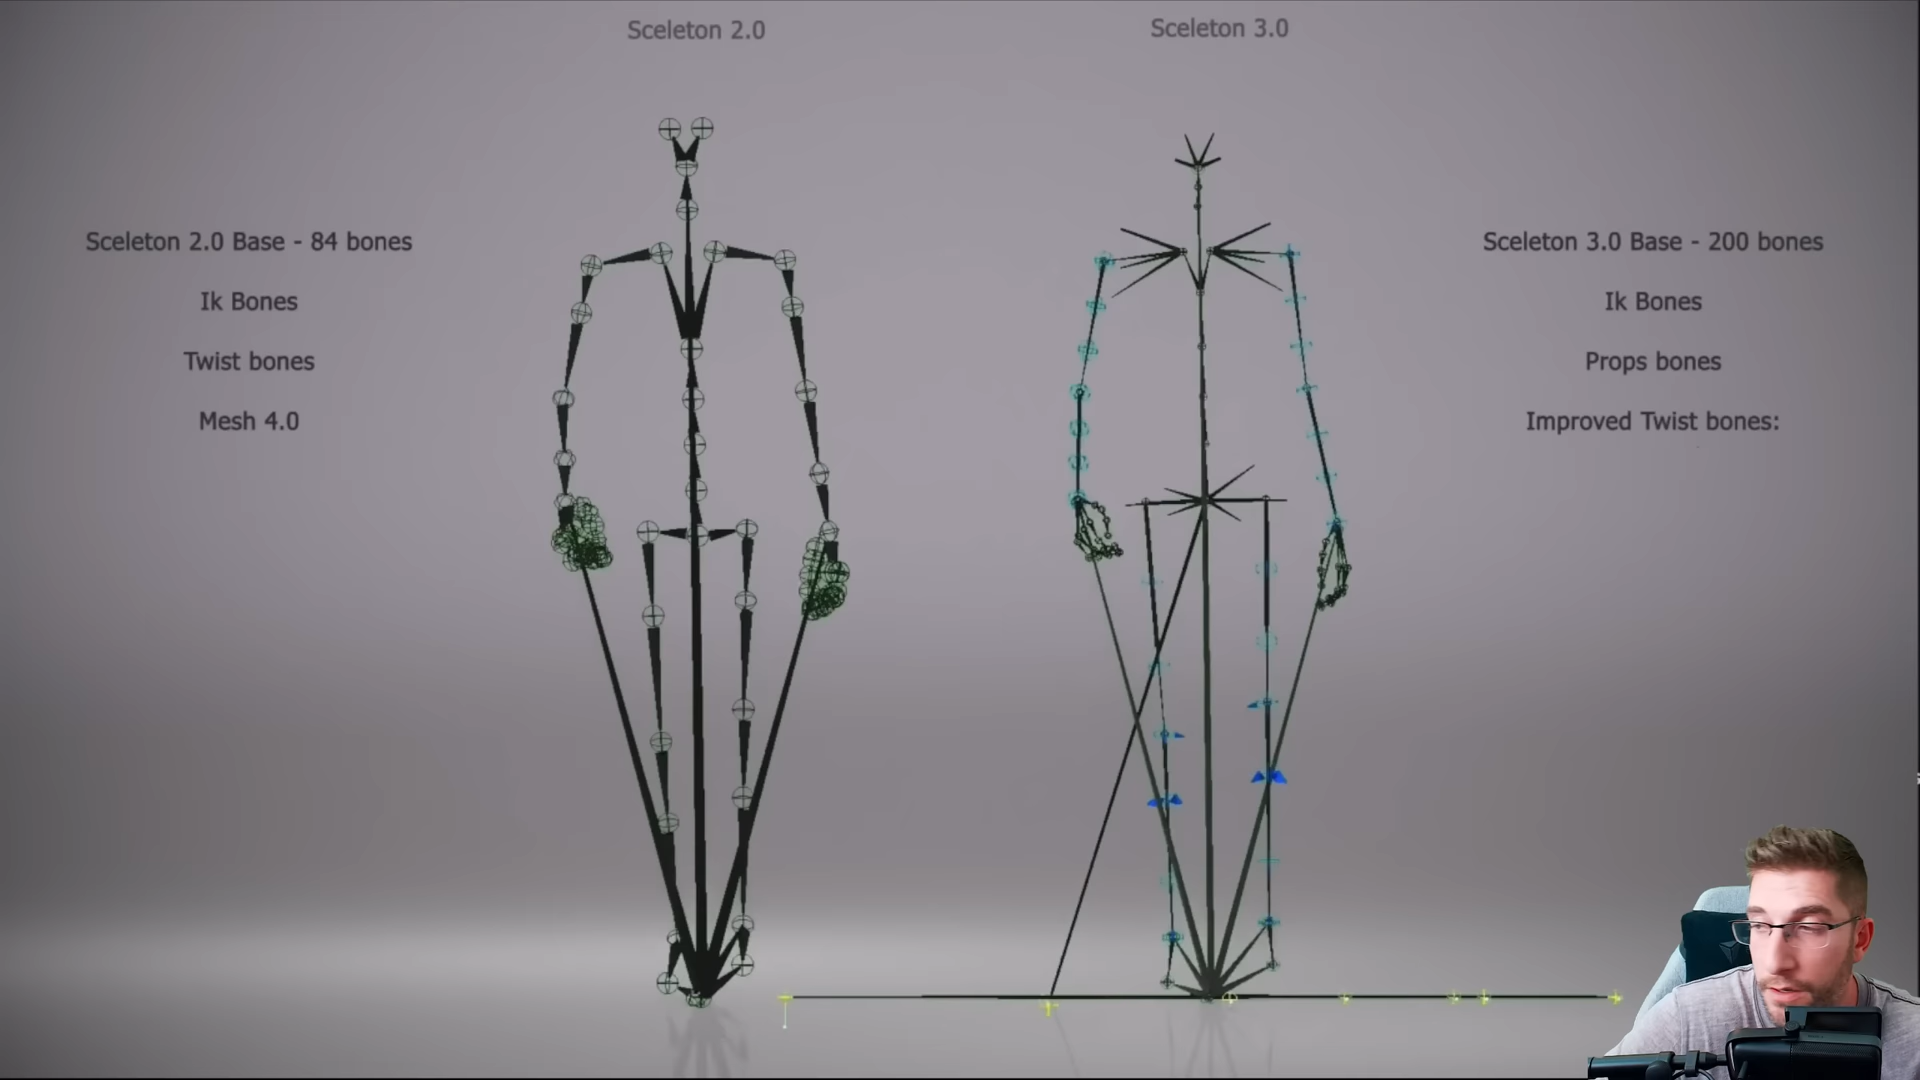 Sceleton 2.0
Sceleton 3.0
Sceleton 2.0 Base - 84 bones
Ik Bones
Twist bones
Mesh 4.0
Sceleton 3.0 Base - 200 bones
Ik Bones
Props bones
Improved Twist bones: